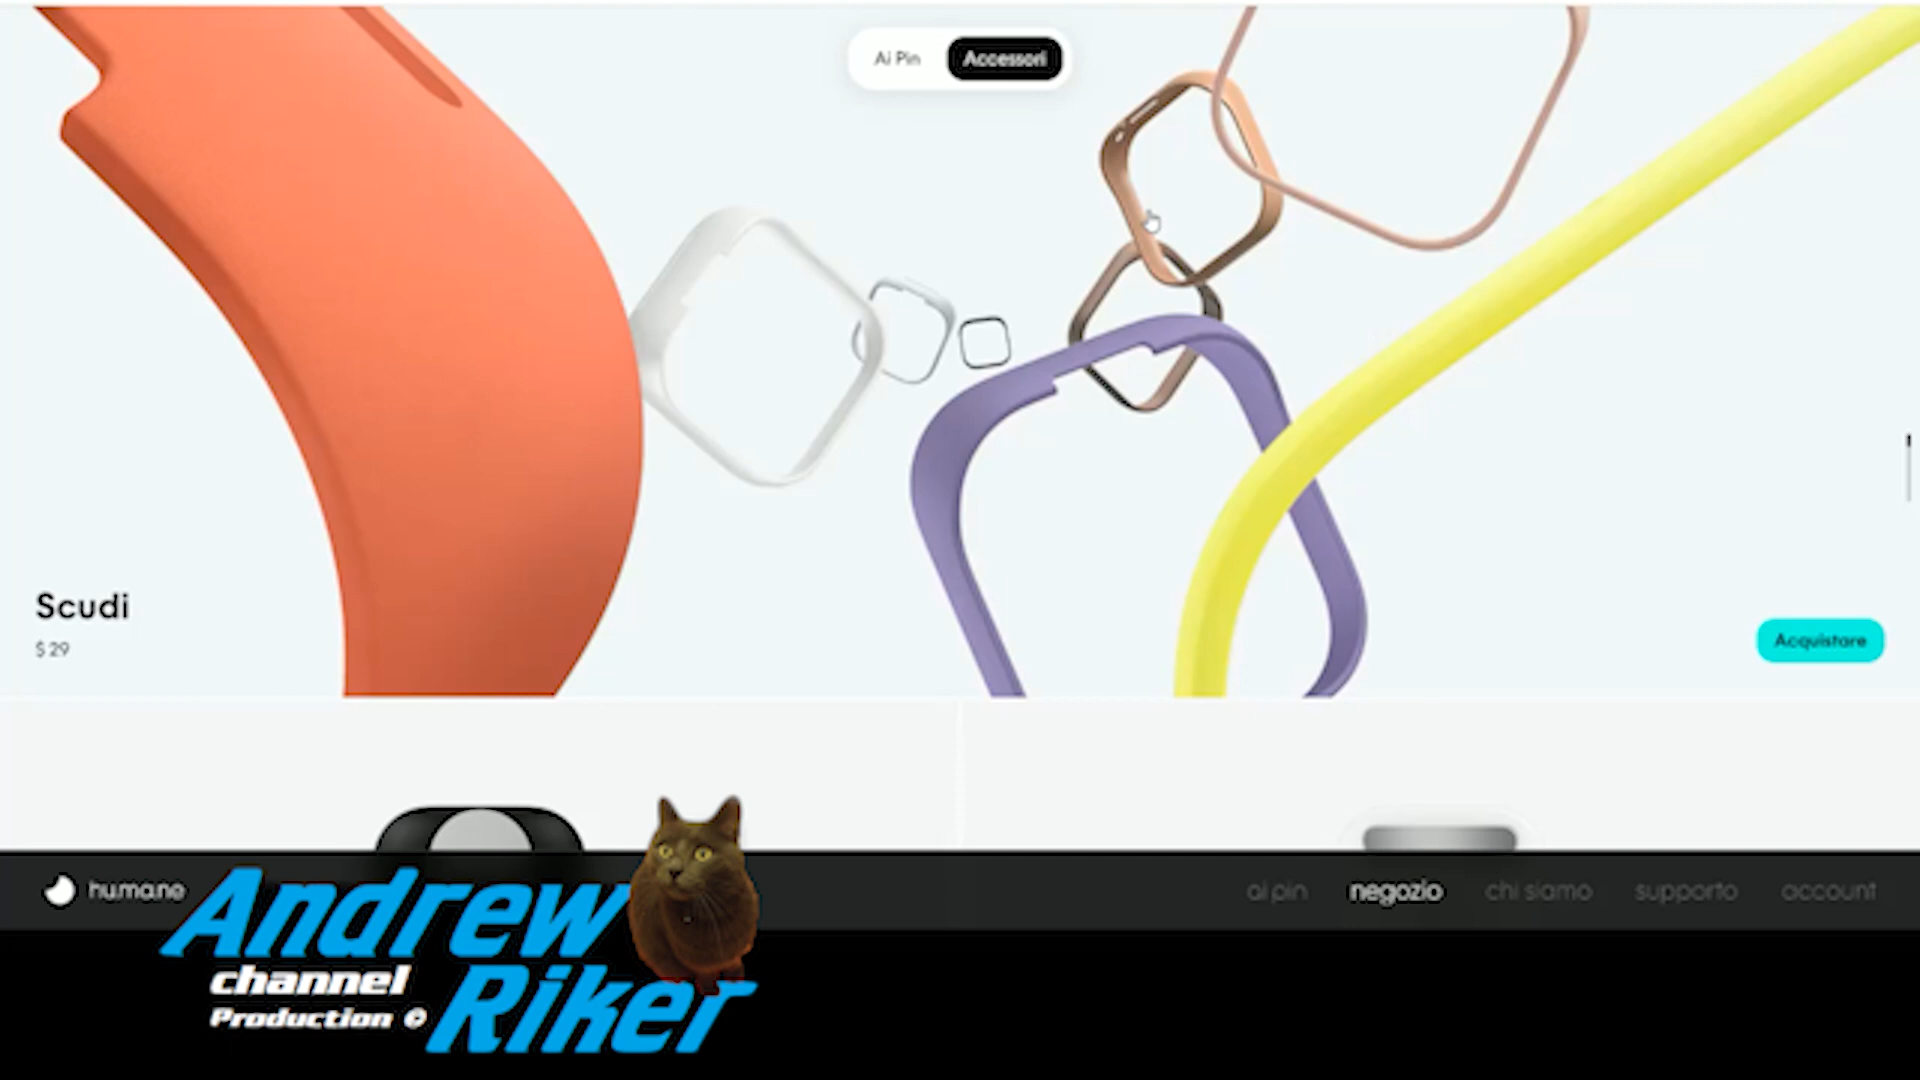 Ai Pin Accessori
Scudi
$ 29
Acquistare
humane
ai pin negozio chi siamo supporto account
Andrew
channel
Riker
Production ©